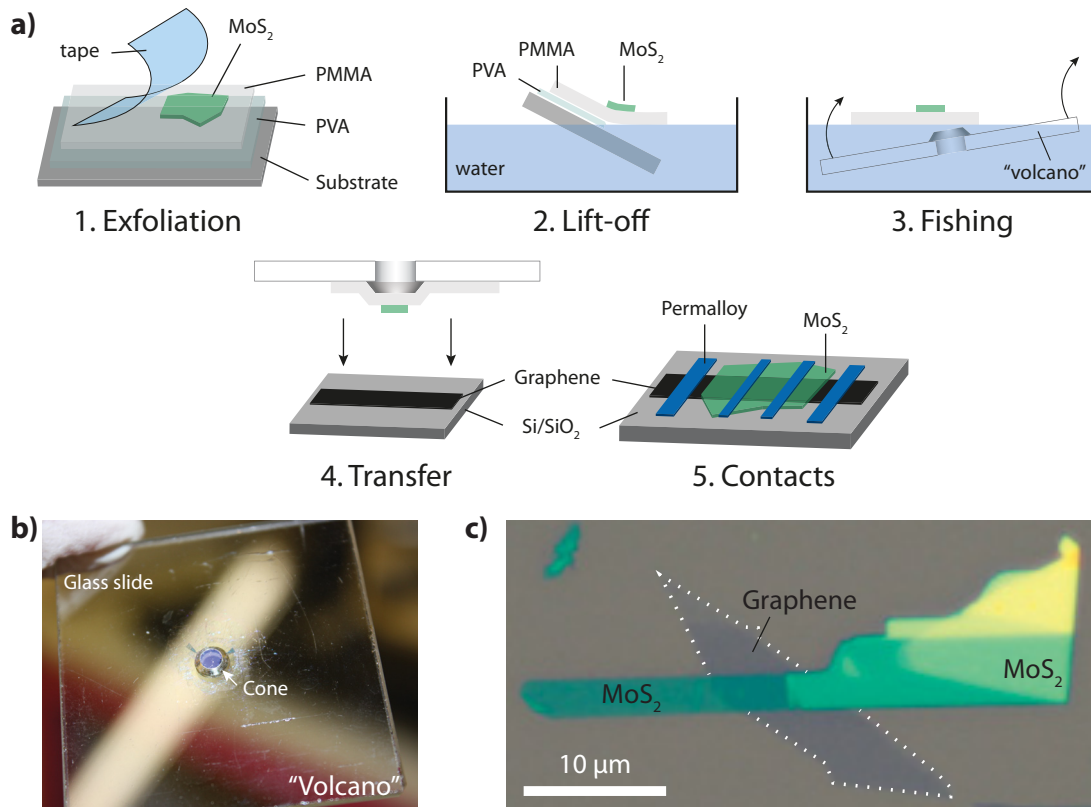 a)
tape
MoS₂
PMMA
PVA
Substrate
1. Exfoliation
PMMA
MoS₂
PVA
water
2. Lift-off
"volcano"
3. Fishing
Graphene
Si/SiO₂
4. Transfer
Permalloy
MoS₂
5. Contacts
b)
Glass slide
Cone
"Volcano"
c)
Graphene
MoS₂
MoS₂
10 μm